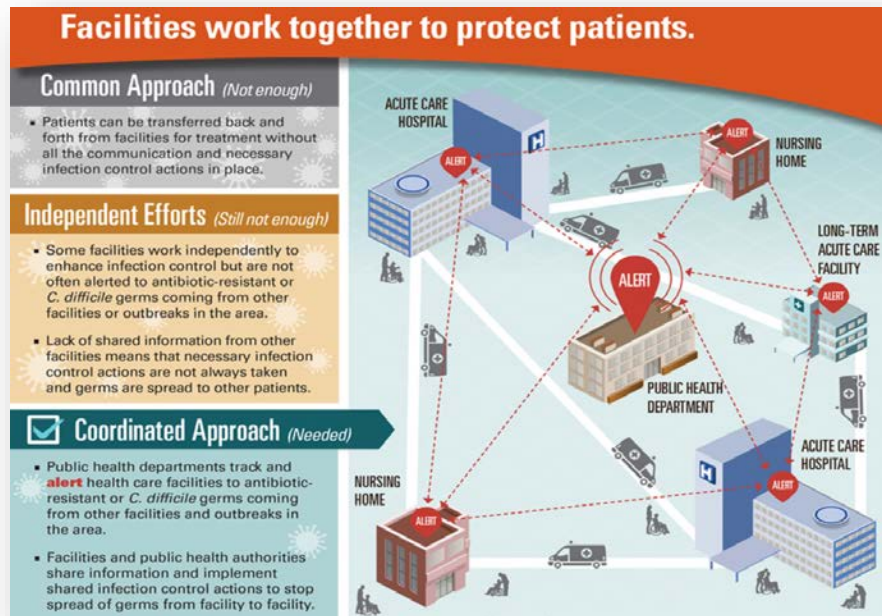 Facilities work together to protect patients.
Common Approach (Not enough)
▪ Patients can be transferred back and
forth from facilities for treatment without
all the communication and necessary
infection control actions in place.
Independent Efforts (Still not enough)
▪ Some facilities work independently to
enhance infection control but are not
often alerted to antibiotic-resistant or
C. difficile germs coming from other
facilities or outbreaks in the area.
▪ Lack of shared information from other
facilities means that necessary infection
control actions are not always taken
and germs are spread to other patients.
Coordinated Approach (Needed)
▪ Public health departments track and
alert health care facilities to antibiotic-
resistant or C. difficile germs coming
from other facilities and outbreaks in
the area.
▪ Facilities and public health authorities
share information and implement
shared infection control actions to stop
spread of germs from facility to facility.
ACUTE CARE
HOSPITAL
H
ALERT
ALERT
NURSING
HOME
LONG-TERM
ACUTE CARE
FACILITY
ALERT
ALERT
PUBLIC HEALTH
DEPARTMENT
NURSING
HOME
ALERT
ACUTE CARE
HOSPITAL
H
ALERT